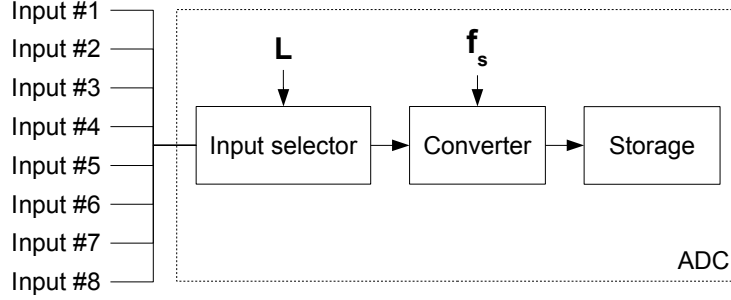 Input #1
Input #2
Input #3
Input #4
Input #5
Input #6
Input #7
Input #8
L
fs
Input selector
Converter
Storage
ADC